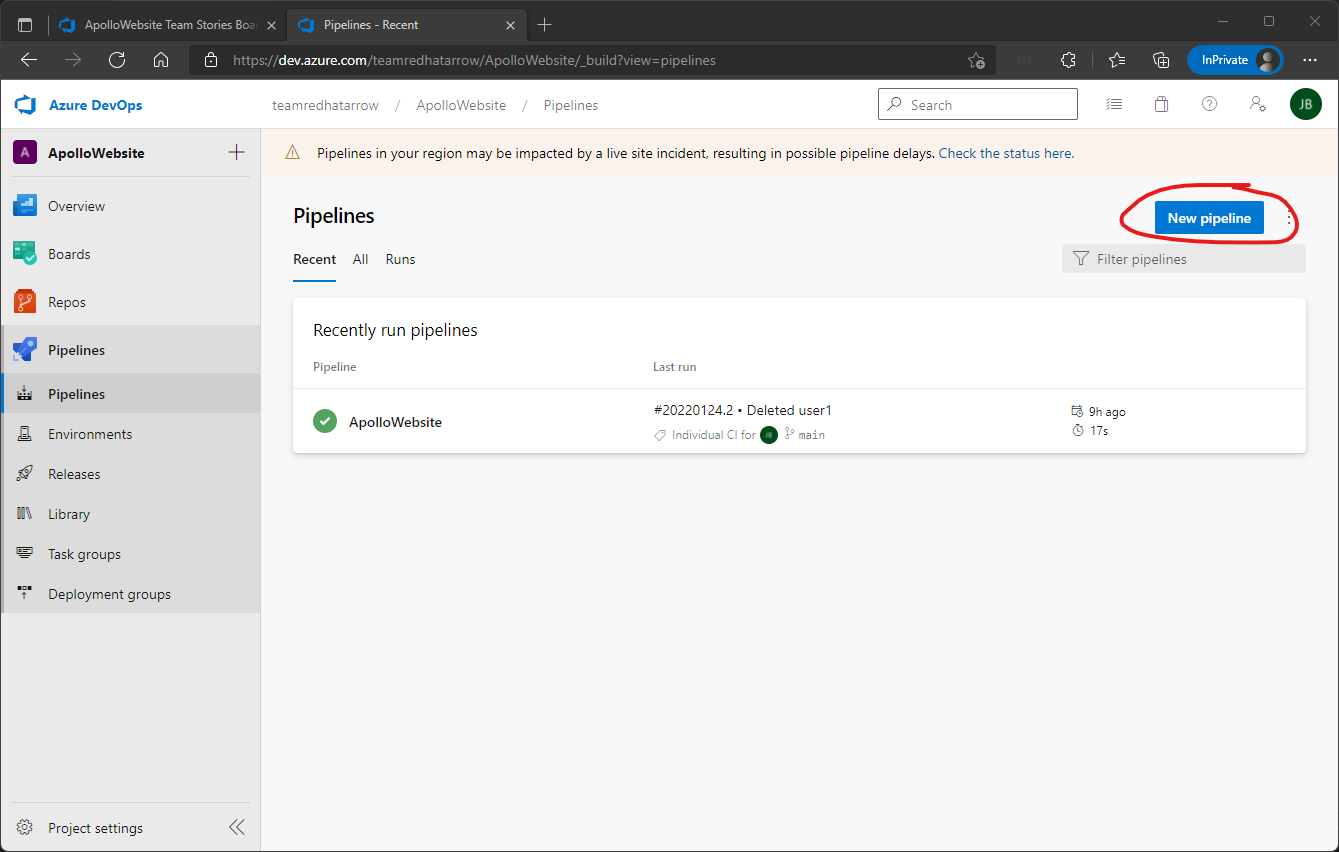 ApolloWebsite Team Stories Boa
Pipelines - Recent
https://dev.azure.com/teamredhatarrow/ApolloWebsite/_build?view=pipelines
InPrivate
Azure DevOps
teamredhatarrow / ApolloWebsite / Pipelines
Search
JB
A ApolloWebsite
Pipelines in your region may be impacted by a live site incident, resulting in possible pipeline delays. Check the status here.
Overview
Boards
Repos
Pipelines
Pipelines
Environments
Releases
Library
Task groups
Deployment groups
Project settings
Pipelines
New pipeline
Recent All Runs
Filter pipelines
Recently run pipelines
Pipeline Last run
ApolloWebsite
#20220124.2 • Deleted user1
Individual CI for JB main
9h ago
17s